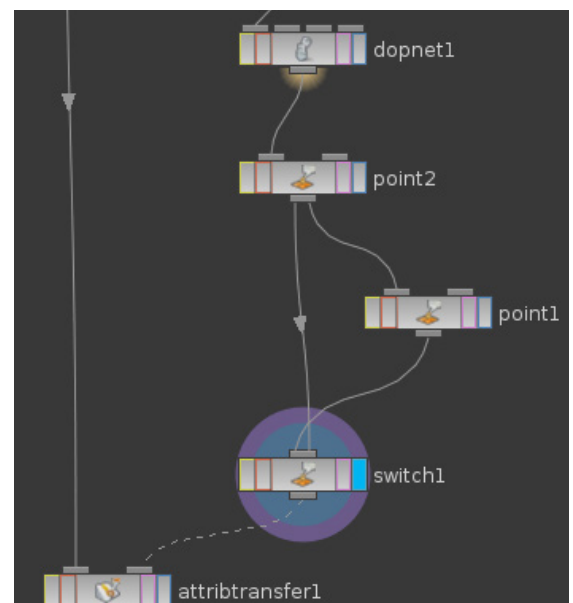 dopnet1
point2
point1
switch1
attribtransfer1